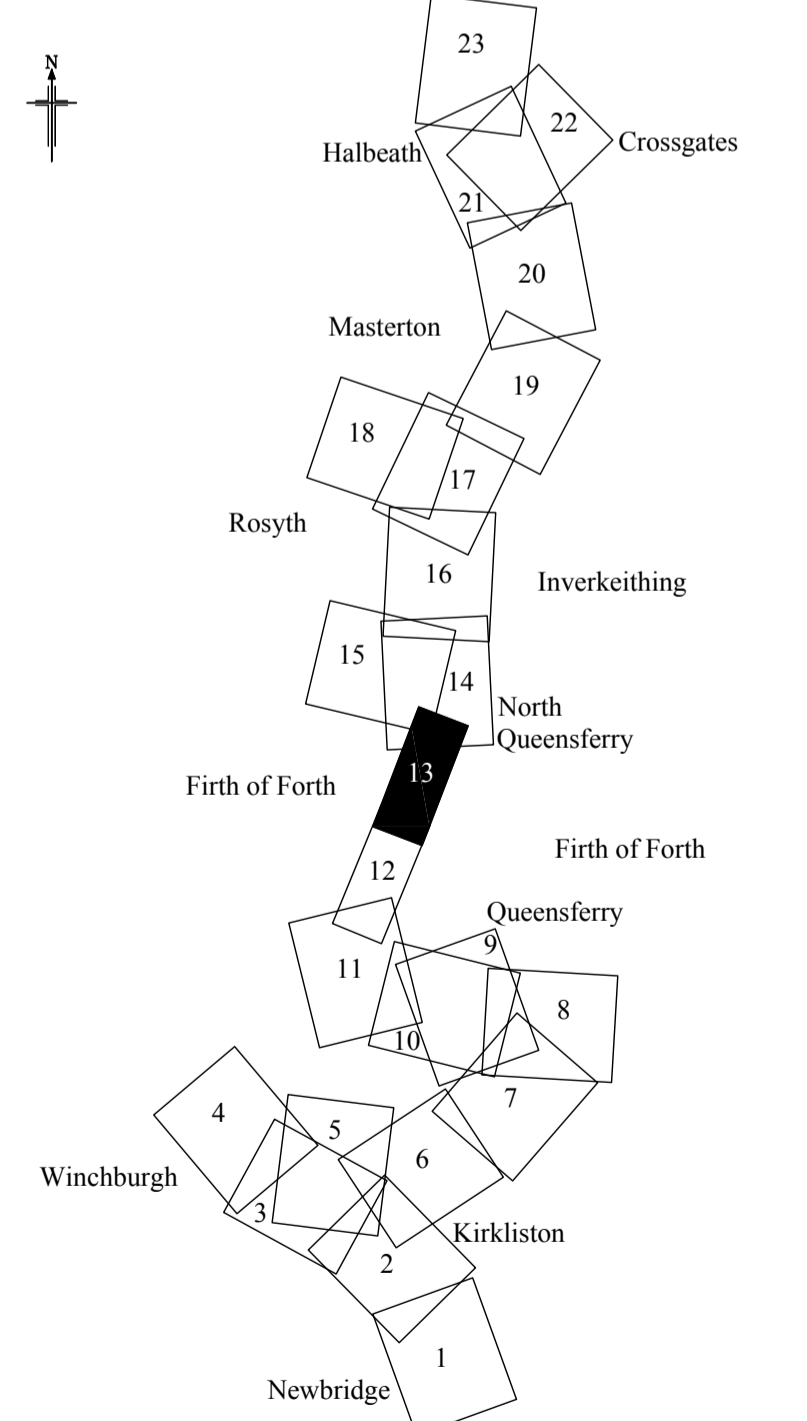 23
N
22
Halbeath
Crossgates
21
20
Masterton
19
18
17
Rosyth
16
Inverkeithing
15
14
North
Queensferry
13
Firth of Forth
Firth of Forth
12
Queensferry
9
11
8
10
7
4
5
6
Winchburgh
3
Kirkliston
2
1
Newbridge